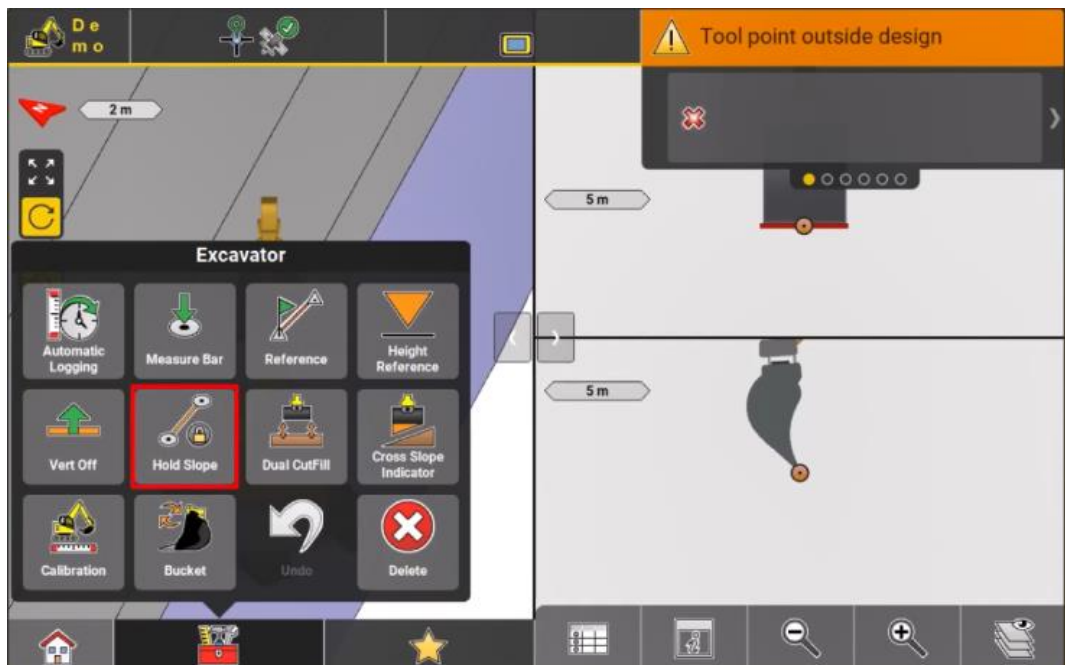 De
mo
Tool point outside design
N
2 m
5 m
Excavator
Automatic
Logging
Measure Bar
Reference
Height
Reference
5 m
Vert Off
Hold Slope
Dual CutFill
Cross Slope
Indicator
Calibration
Bucket
Undo
Delete